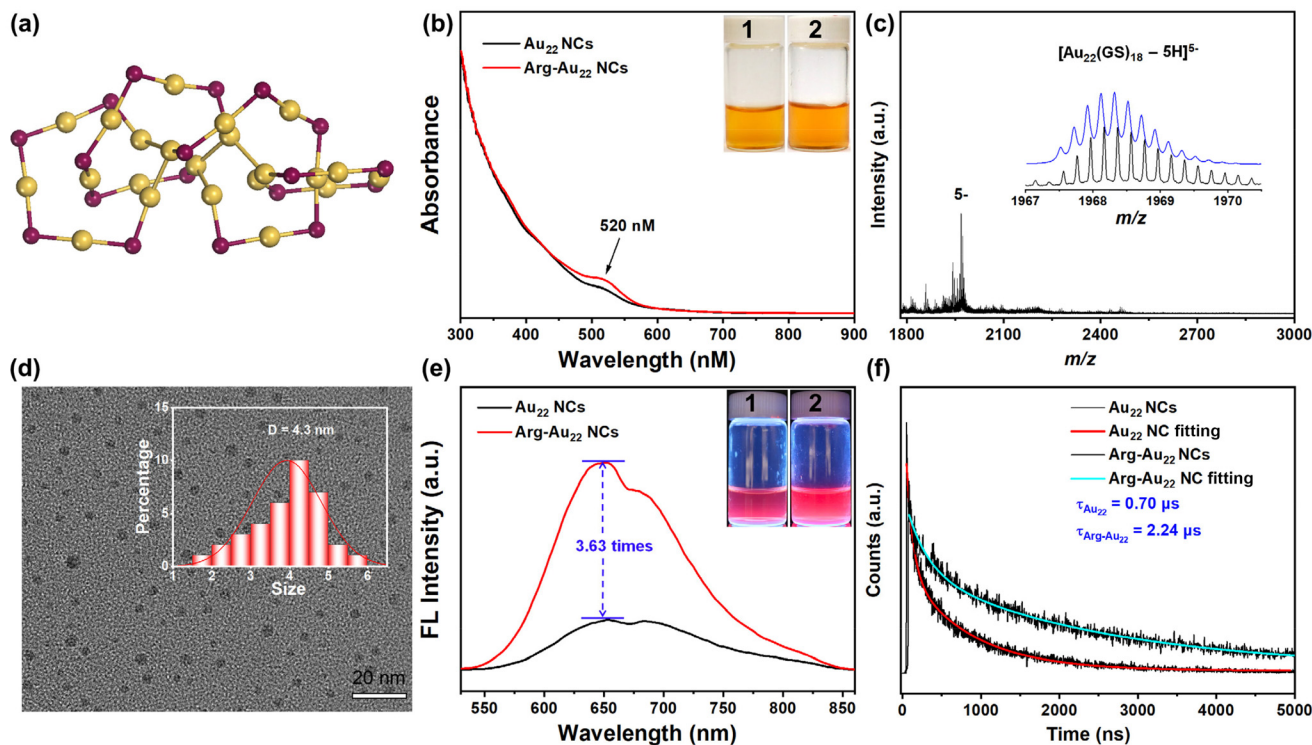 (a)
(b)
Au₂₂ NCs
Arg-Au₂₂ NCs
1 2
520 nM
Absorbance
300 400 500 600 700 800 900
Wavelength (nM)
(c)
[Au₂₂(GS)₁₈ – 5H]⁵⁻
1967 1968 1969 1970
m/z
5-
Intensity (a.u.)
1800 2100 2400 2700 3000
m/z
(d)
15
10
5
0
Percentage
D = 4.3 nm
1 2 3 4 5 6
Size
20 nm
(e)
Au₂₂ NCs
Arg-Au₂₂ NCs
1 2
3.63 times
FL Intensity (a.u.)
550 600 650 700 750 800 850
Wavelength (nm)
(f)
Au₂₂ NCs
Au₂₂ NC fitting
Arg-Au₂₂ NCs
Arg-Au₂₂ NC fitting
τAu₂₂ = 0.70 µs
τArg-Au₂₂ = 2.24 µs
Counts (a.u.)
0 1000 2000 3000 4000 5000
Time (ns)